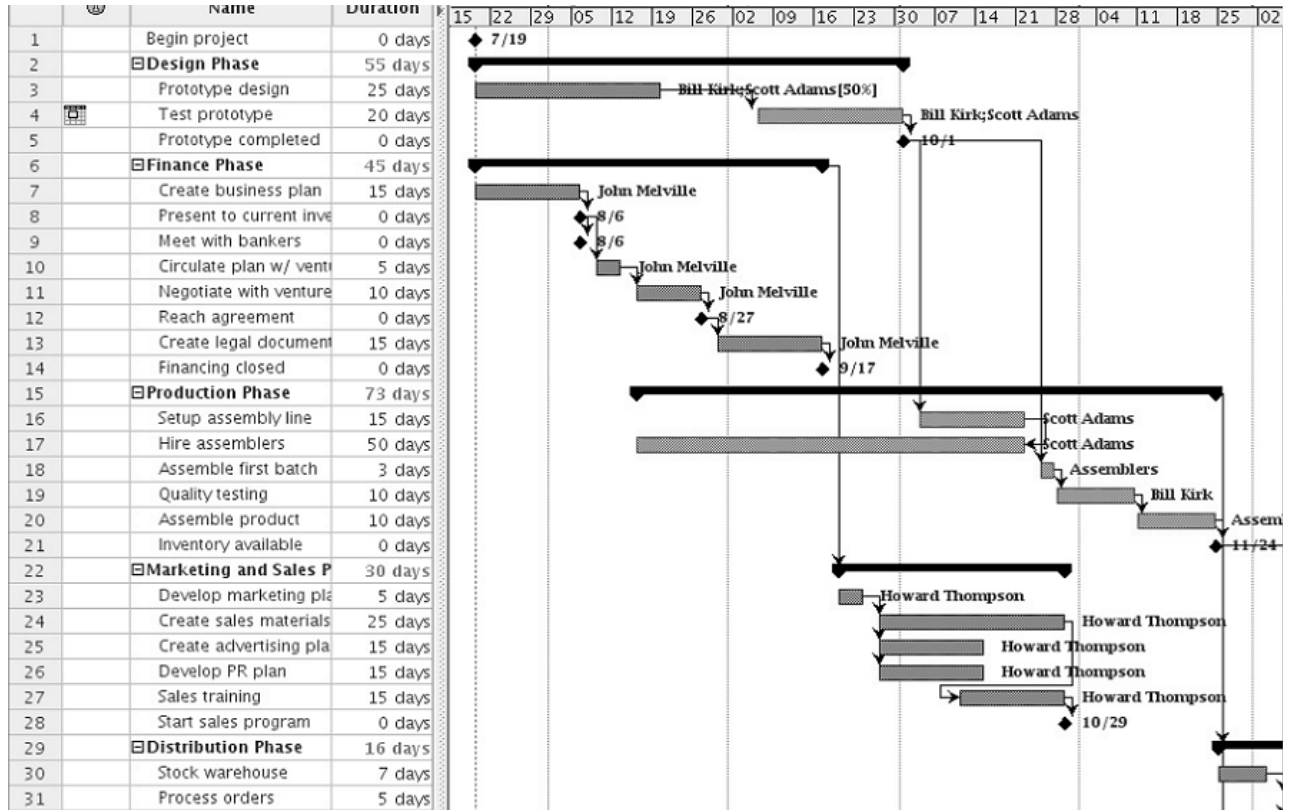 Name Duration 15 22 29 05 12 19 26 02 09 16 23 30 07 14 21 28 04 11 18 25 02
1 Begin project 0 days 7/19
2 Design Phase 55 days
3 Prototype design 25 days Bill Kirk;Scott Adams[50%]
4 Test prototype 20 days Bill Kirk;Scott Adams
5 Prototype completed 0 days 10/1
6 Finance Phase 45 days
7 Create business plan 15 days John Melville
8 Present to current inve 0 days 8/6
9 Meet with bankers 0 days 8/6
10 Circulate plan w/ ventu 5 days John Melville
11 Negotiate with venture 10 days John Melville
12 Reach agreement 0 days 8/27
13 Create legal document 15 days John Melville
14 Financing closed 0 days 9/17
15 Production Phase 73 days
16 Setup assembly line 15 days Scott Adams
17 Hire assemblers 50 days Scott Adams
18 Assemble first batch 3 days Assemblers
19 Quality testing 10 days Bill Kirk
20 Assemble product 10 days Assem
21 Inventory available 0 days 11/24
22 Marketing and Sales P 30 days
23 Develop marketing pla 5 days Howard Thompson
24 Create sales materials 25 days Howard Thompson
25 Create advertising pla 15 days Howard Thompson
26 Develop PR plan 15 days Howard Thompson
27 Sales training 15 days Howard Thompson
28 Start sales program 0 days 10/29
29 Distribution Phase 16 days
30 Stock warehouse 7 days
31 Process orders 5 days